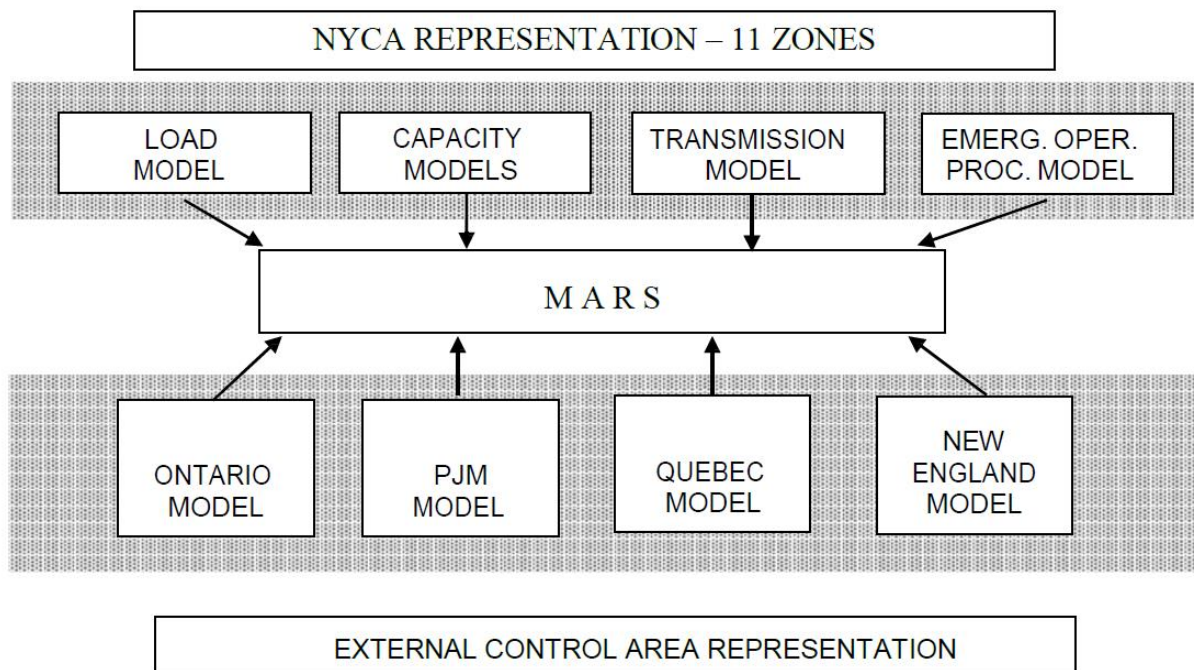 NYCA REPRESENTATION – 11 ZONES
LOAD
MODEL
CAPACITY
MODELS
TRANSMISSION
MODEL
EMERG. OPER.
PROC. MODEL
M A R S
ONTARIO
MODEL
PJM
MODEL
QUEBEC
MODEL
NEW
ENGLAND
MODEL
EXTERNAL CONTROL AREA REPRESENTATION